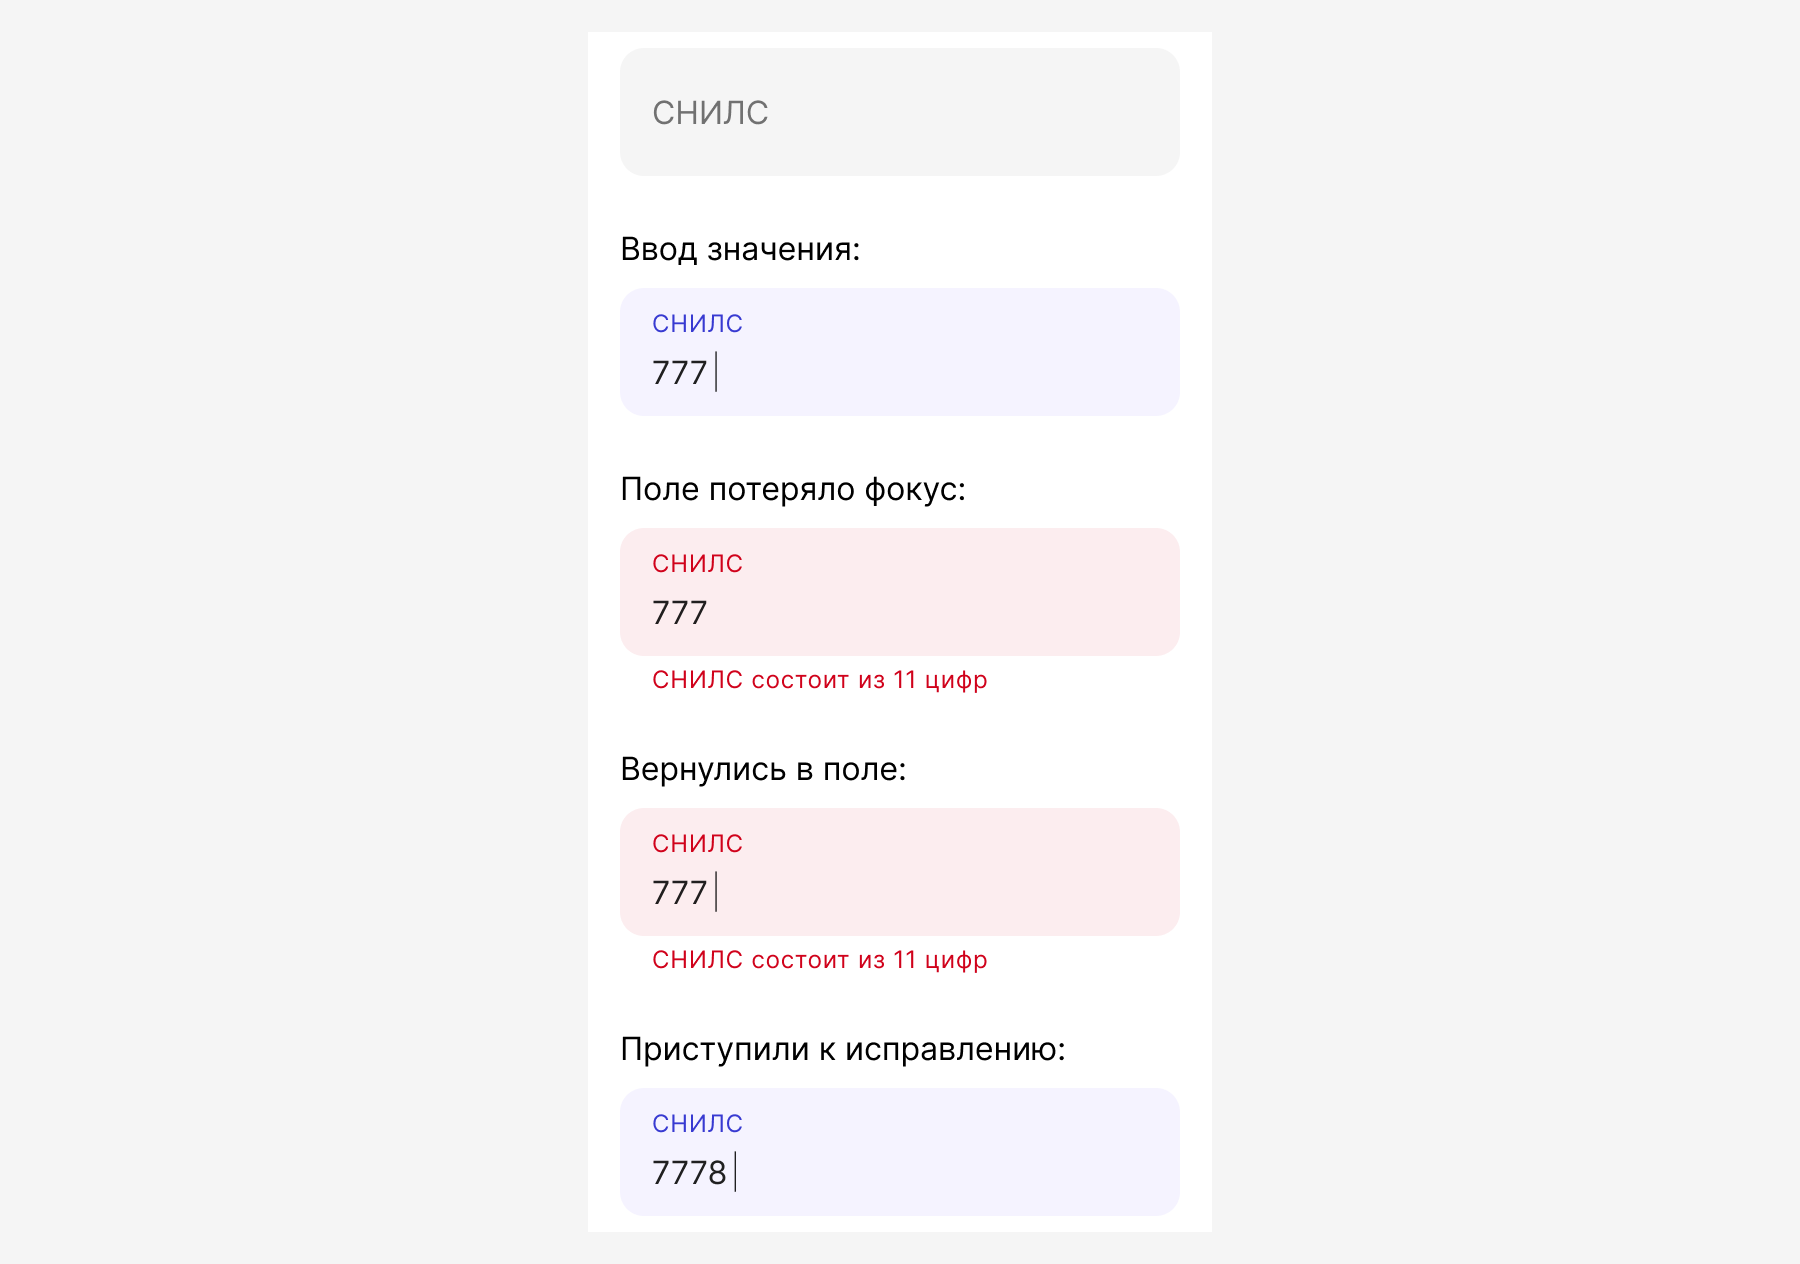 СНИЛС
Ввод значения:
СНИЛС
777
Поле потеряло фокус:
СНИЛС
777
СНИЛС состоит из 11 цифр
Вернулись в поле:
СНИЛС
777
СНИЛС состоит из 11 цифр
Приступили к исправлению:
СНИЛС
7778